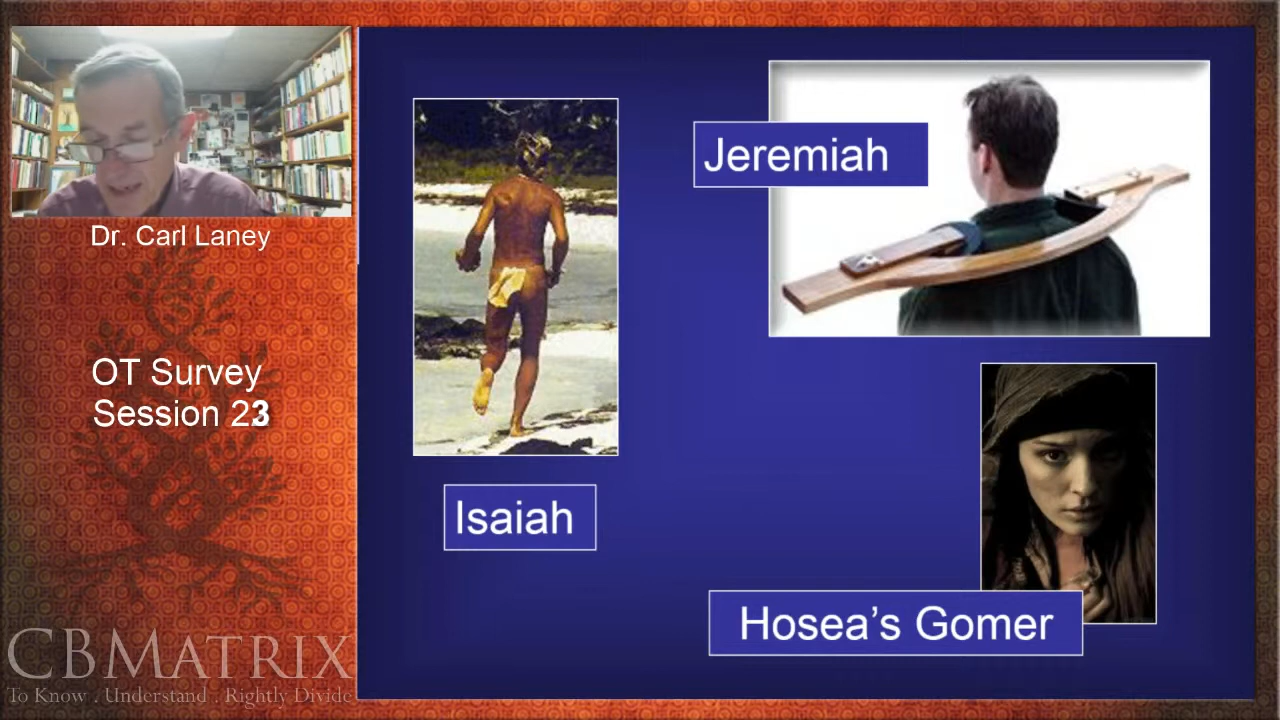 Dr. Carl Laney
OT Survey
Session 23
CBMATRIX
To Know . Understand . Rightly Divide
Isaiah
Jeremiah
Hosea's Gomer